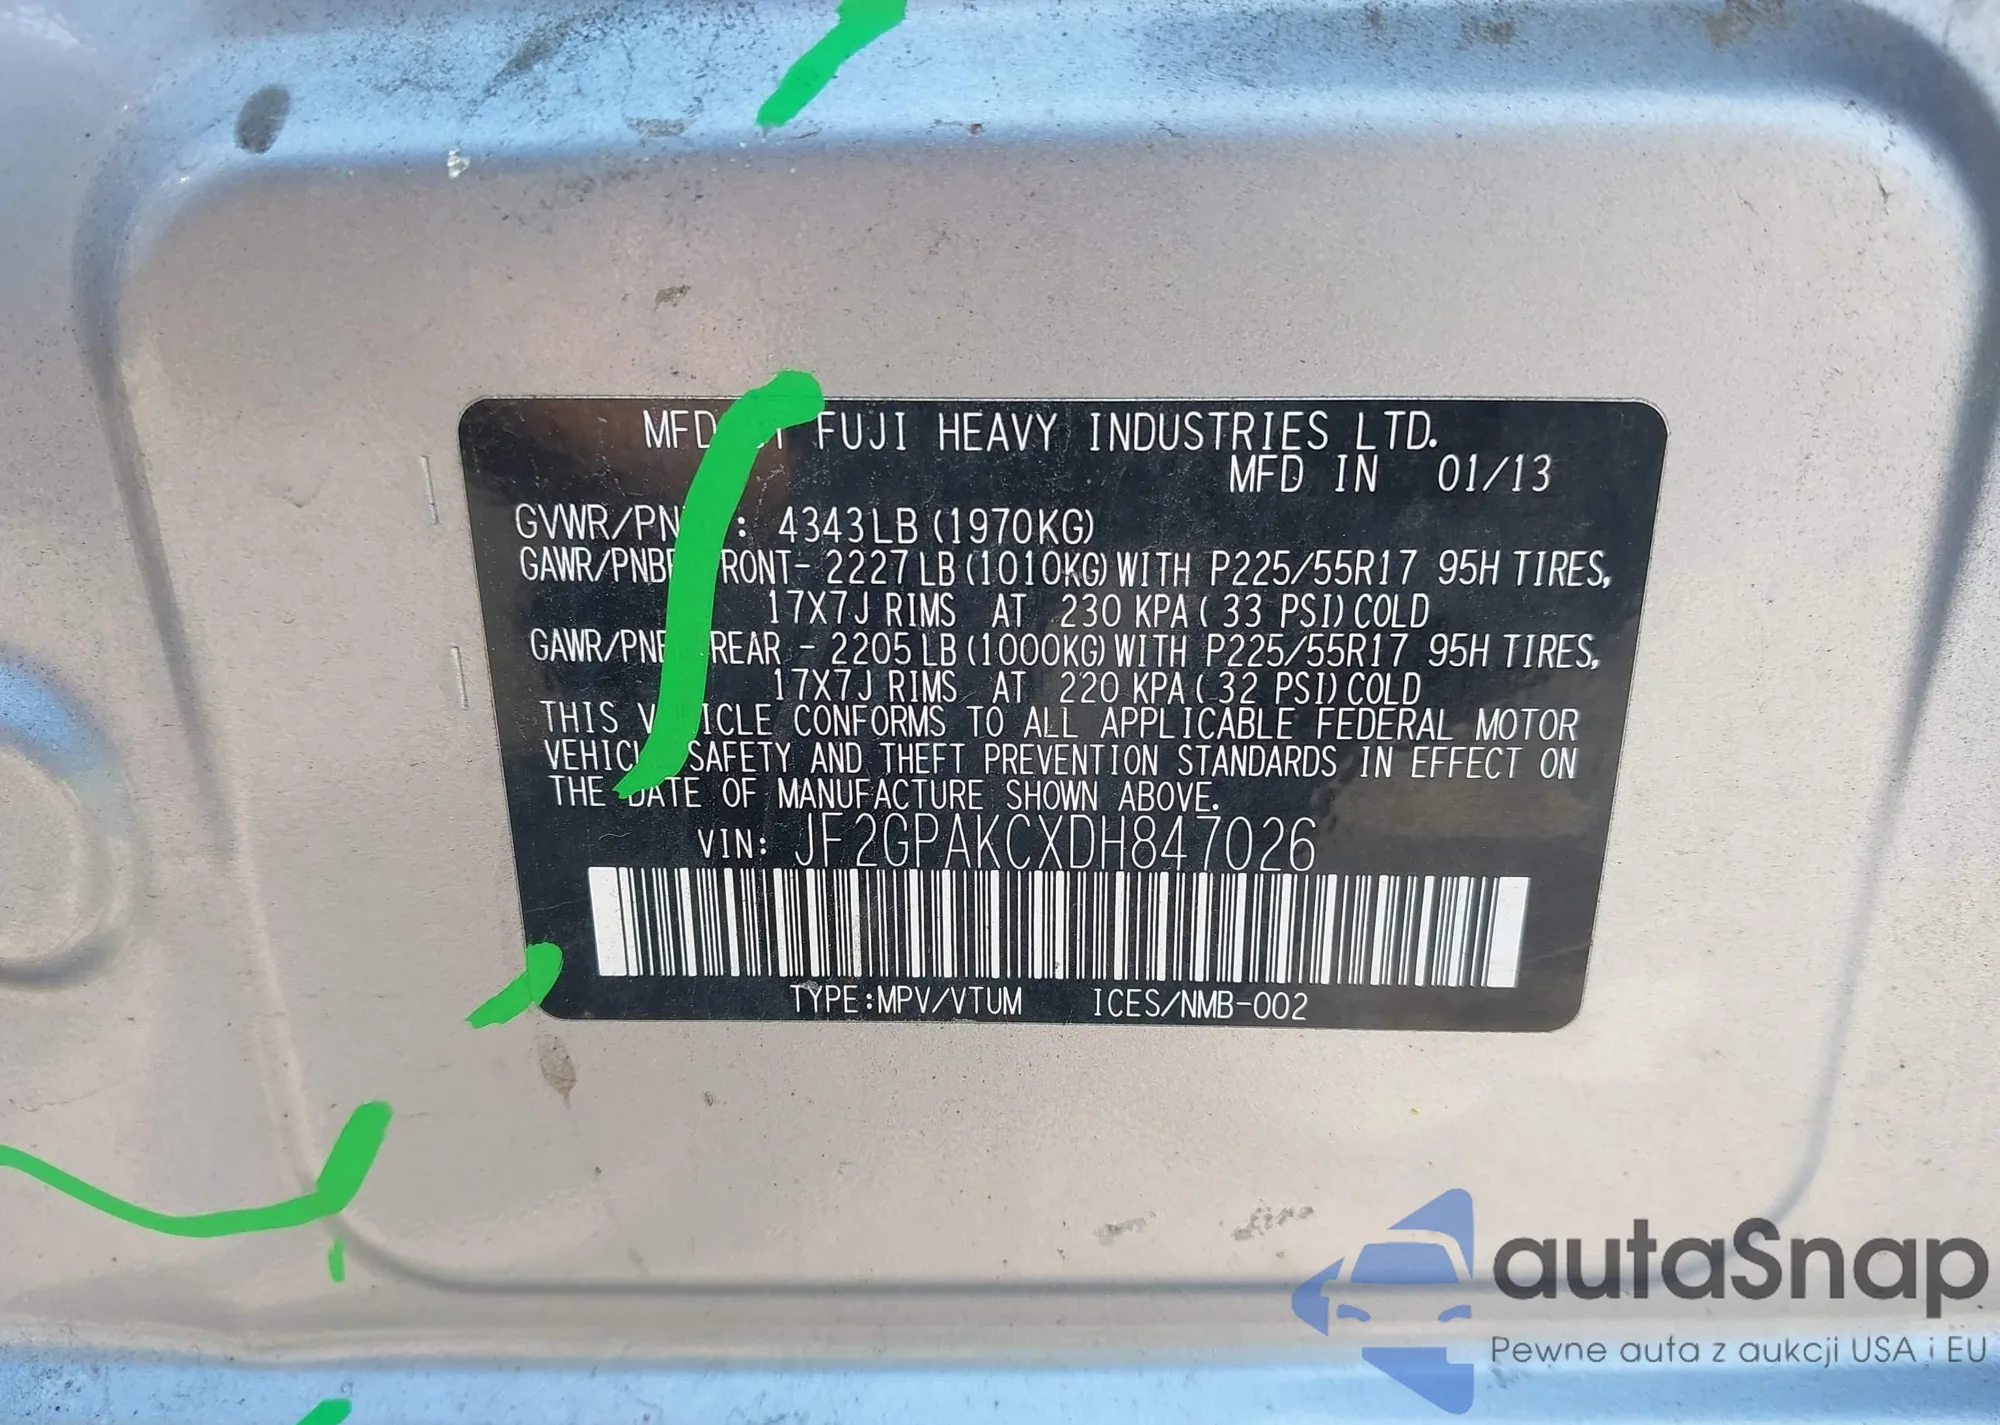 MFD FUJI HEAVY INDUSTRIES LTD.
MFD IN 01/13
GVWR/PN : 4343LB (1970KG)
GAWR/PNB RONT- 2227LB (1010KG) WITH P225/55R17 95H TIRES,
17X7J RIMS AT 230 KPA ( 33 PSI) COLD
GAWR/PN REAR - 2205LB (1000KG) WITH P225/55R17 95H TIRES,
17X7J RIMS AT 220 KPA ( 32 PSI) COLD
THIS V ICLE CONFORMS TO ALL APPLICABLE FEDERAL MOTOR
VEHIC SAFETY AND THEFT PREVENTION STANDARDS IN EFFECT ON
THE DATE OF MANUFACTURE SHOWN ABOVE.
VIN: JF2GPAKCXDH847026
TYPE:MPV/VTUM ICES/NMB-002
autaSnap
Pewne auta z aukcji USA i EU